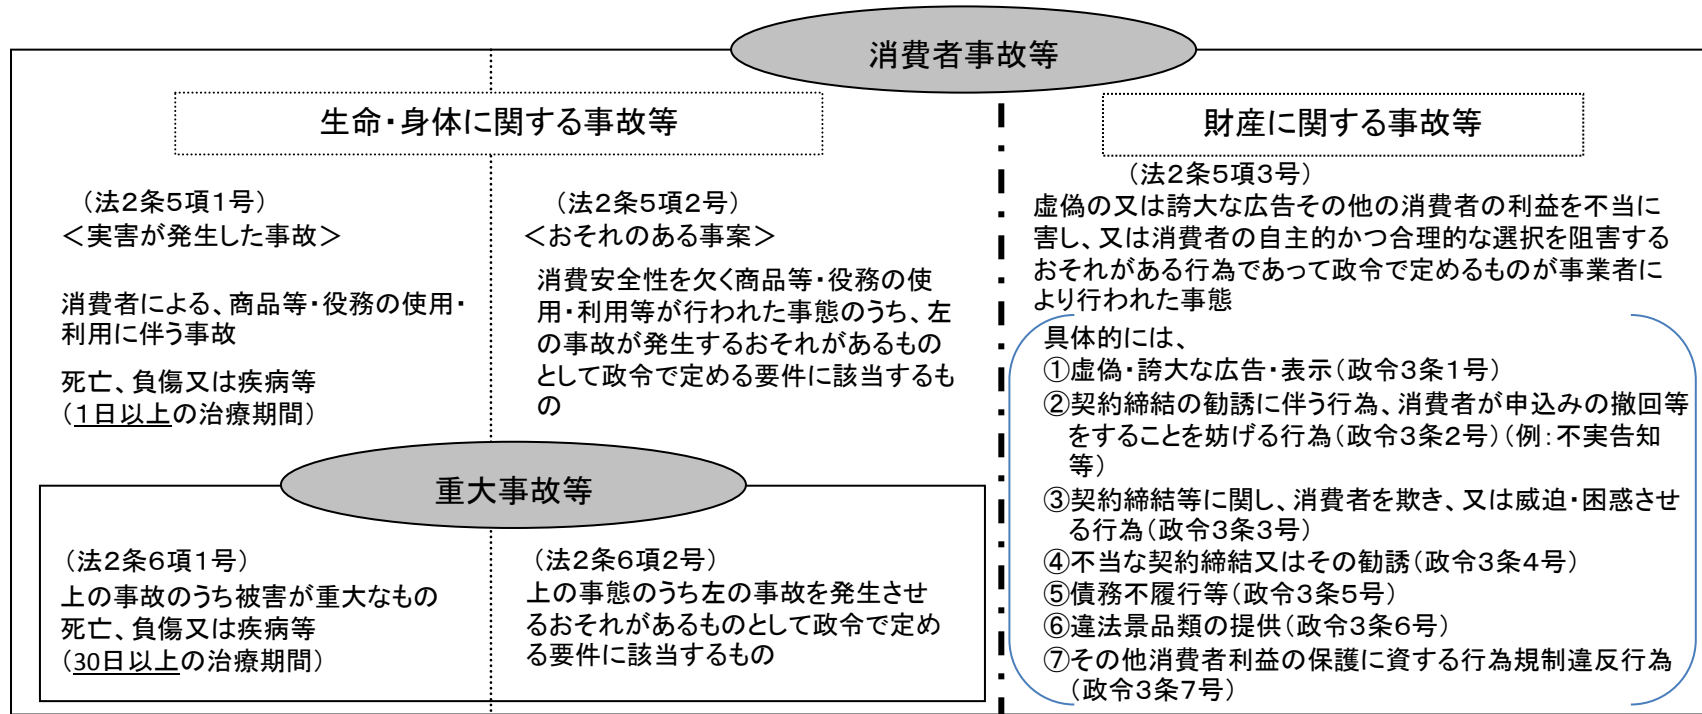 消費者事故等
生命・身体に関する事故等
(法2条5項1号)
＜実害が発生した事故＞
消費者による、商品等・役務の使用・
利用に伴う事故
死亡、負傷又は疾病等
(1日以上の治療期間)
(法2条5項2号)
＜おそれのある事案＞
消費安全性を欠く商品等・役務の使
用・利用等が行われた事態のうち、左
の事故が発生するおそれがあるもの
として政令で定める要件に該当するも
の
重大事故等
(法2条6項1号)
上の事故のうち被害が重大なもの
死亡、負傷又は疾病等
(30日以上の治療期間)
(法2条6項2号)
上の事態のうち左の事故を発生させ
るおそれがあるものとして政令で定め
る要件に該当するもの
財産に関する事故等
(法2条5項3号)
虚偽の又は誇大な広告その他の消費者の利益を不当に
害し、又は消費者の自主的かつ合理的な選択を阻害する
おそれがある行為であって政令で定めるものが事業者に
より行われた事態
具体的には、
①虚偽・誇大な広告・表示(政令3条1号)
②契約締結の勧誘に伴う行為、消費者が申込みの撤回等
をすることを妨げる行為(政令3条2号)(例：不実告知
等)
③契約締結等に関し、消費者を欺き、又は威迫・困惑させ
る行為(政令3条3号)
④不当な契約締結又はその勧誘(政令3条4号)
⑤債務不履行等(政令3条5号)
⑥違法景品類の提供(政令3条6号)
⑦その他消費者利益の保護に資する行為規制違反行為
(政令3条7号)